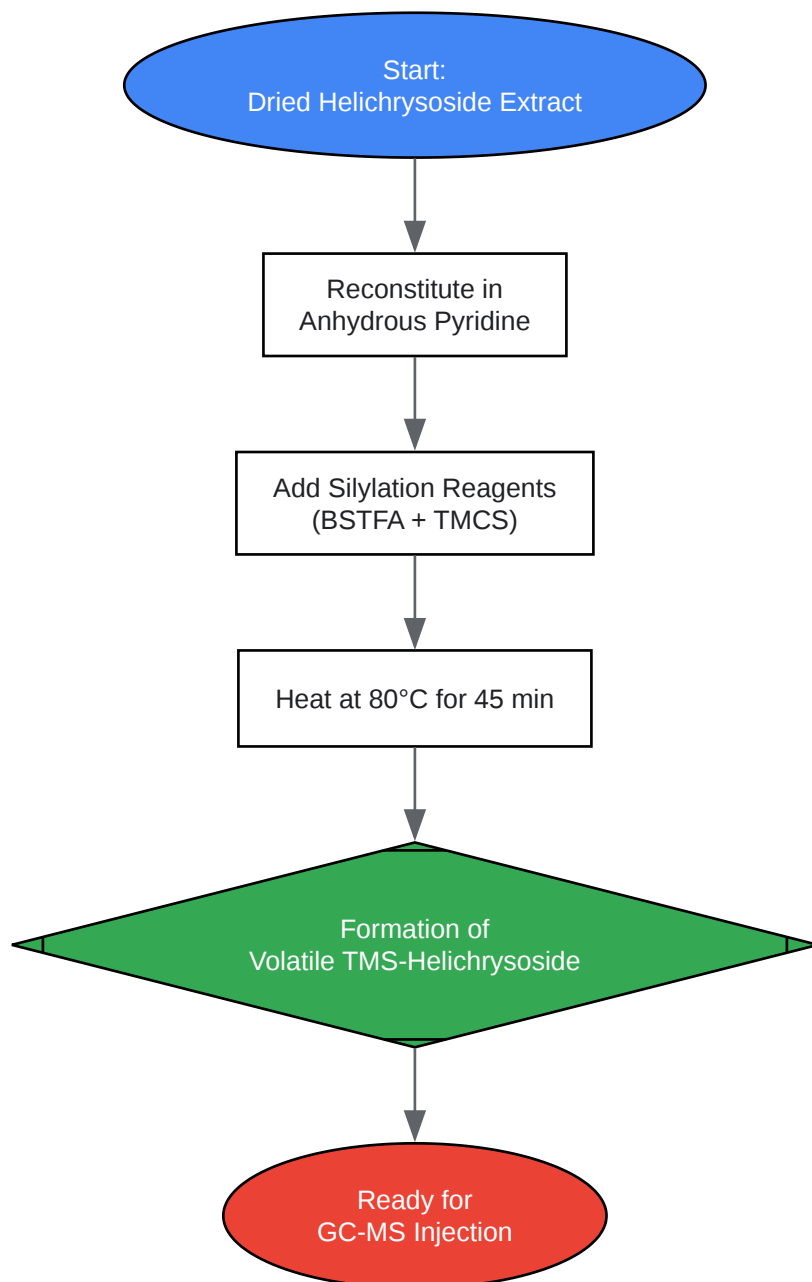 Start:
Dried Helichrysoside Extract
Reconstitute in
Anhydrous Pyridine
Add Silylation Reagents
(BSTFA + TMCS)
Heat at 80°C for 45 min
Formation of
Volatile TMS-Helichrysoside
Ready for
GC-MS Injection